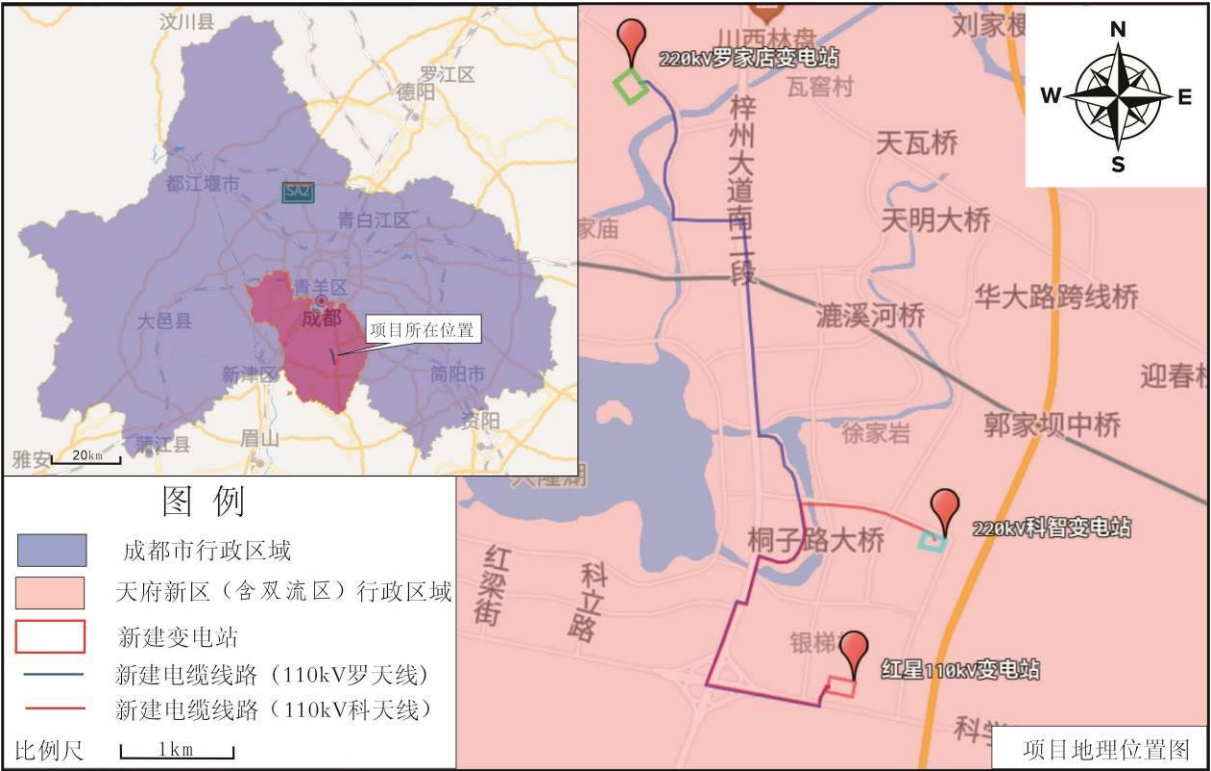 汶川县
罗江区
德阳
都江堰市
SA2
青白江区
青羊区
成都
大邑县
项目所在位置
新津区
简阳市
资阳
眉山
蒲江县
雅安
20km
川西林盘
220kV罗家店变电站
瓦窖村
梓州大道南二段
天瓦桥
天明大桥
家庙
华大路跨线桥
漉溪河桥
迎春桥
徐家岩
郭家坝中桥
兴隆湖
220kV科智变电站
桐子路大桥
红梁街
科立路
银梯
红星110kV变电站
科学
N
W
E
S
图例
成都市行政区域
天府新区（含双流区）行政区域
新建变电站
新建电缆线路（110kV罗天线）
新建电缆线路（110kV科天线）
比例尺
1km
项目地理位置图